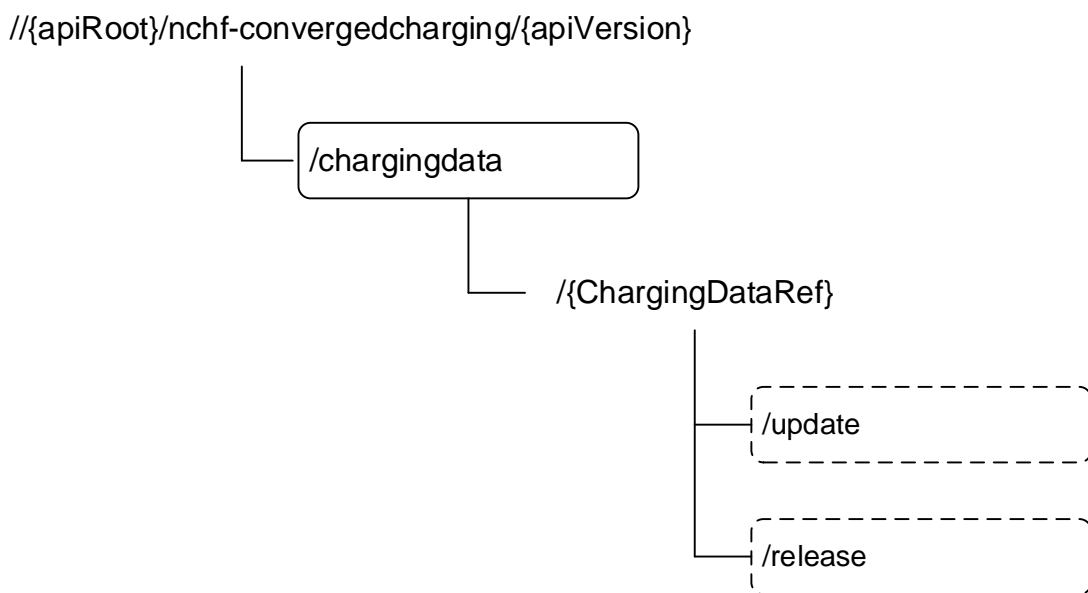 //{apiRoot}/nchf-convergedcharging/{apiVersion}
/chargingdata
/{ChargingDataRef}
/update
/release